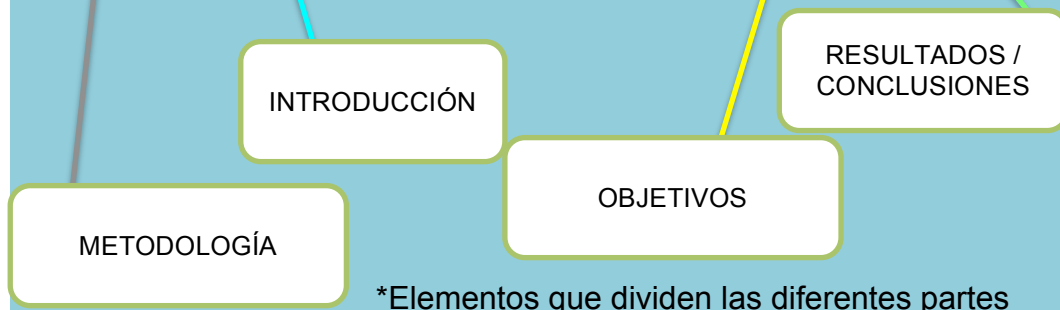 RESULTADOS /
CONCLUSIONES
INTRODUCCIÓN
OBJETIVOS
METODOLOGÍA
*Elementos que dividen las diferentes partes